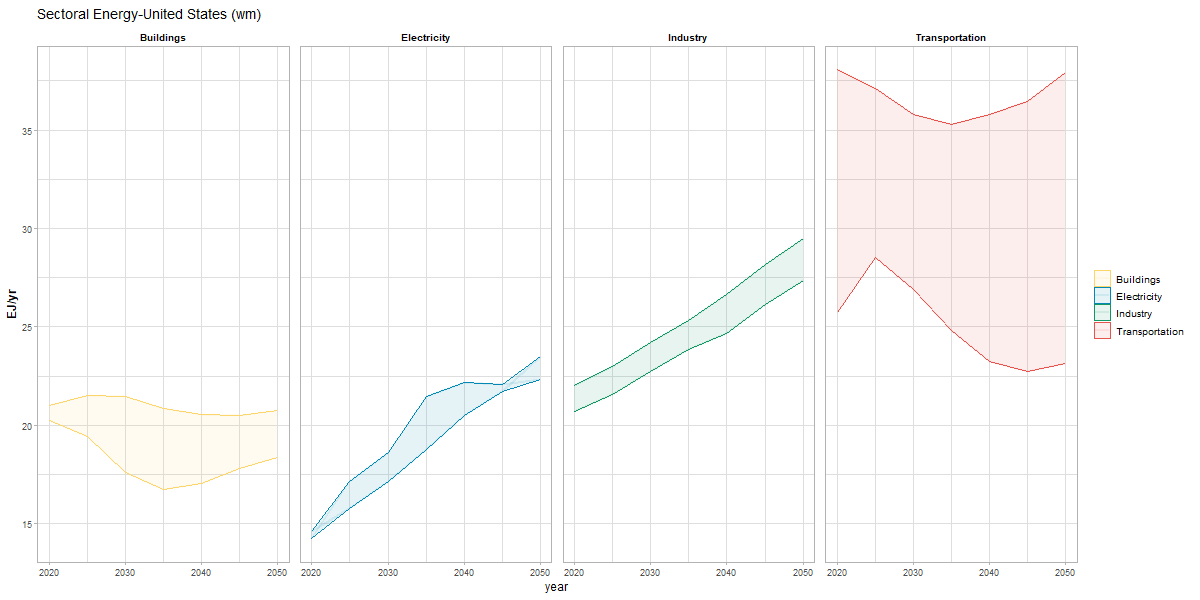 Sectoral Energy-United States (wm)
Buildings
Electricity
Industry
Transportation
EJ/yr
35
30
25
20
15
2020 2030 2040 2050
2020 2030 2040 2050
2020 2030 2040 2050
2020 2030 2040 2050
year
Buildings
Electricity
Industry
Transportation